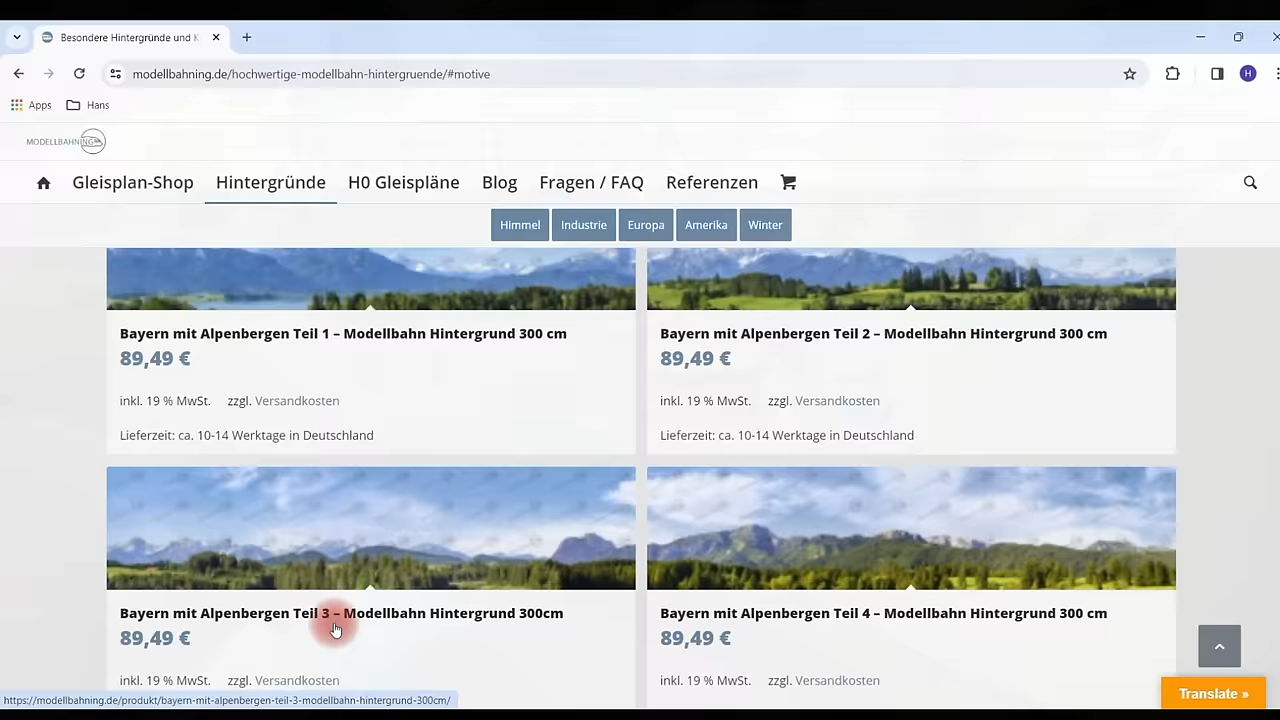 Besondere Hintergründe und K
modellbahning.de/hochwertige-modellbahn-hintergruende/#motive
H
Apps
Hans
MODELLBAHNING
Gleisplan-Shop
Hintergründe
H0 Gleispläne
Blog
Fragen / FAQ
Referenzen
Himmel
Industrie
Europa
Amerika
Winter
Bayern mit Alpenbergen Teil 1 – Modellbahn Hintergrund 300 cm
89,49 €
inkl. 19 % MwSt. zzgl. Versandkosten
Lieferzeit: ca. 10-14 Werktage in Deutschland
Bayern mit Alpenbergen Teil 2 – Modellbahn Hintergrund 300 cm
89,49 €
inkl. 19 % MwSt. zzgl. Versandkosten
Lieferzeit: ca. 10-14 Werktage in Deutschland
Bayern mit Alpenbergen Teil 3 – Modellbahn Hintergrund 300cm
89,49 €
inkl. 19 % MwSt. zzgl. Versandkosten
Bayern mit Alpenbergen Teil 4 – Modellbahn Hintergrund 300 cm
89,49 €
inkl. 19 % MwSt. zzgl. Versandkosten
Translate »
https://modellbahning.de/produkt/bayern-mit-alpenbergen-teil-3-modellbahn-hintergrund-300cm/